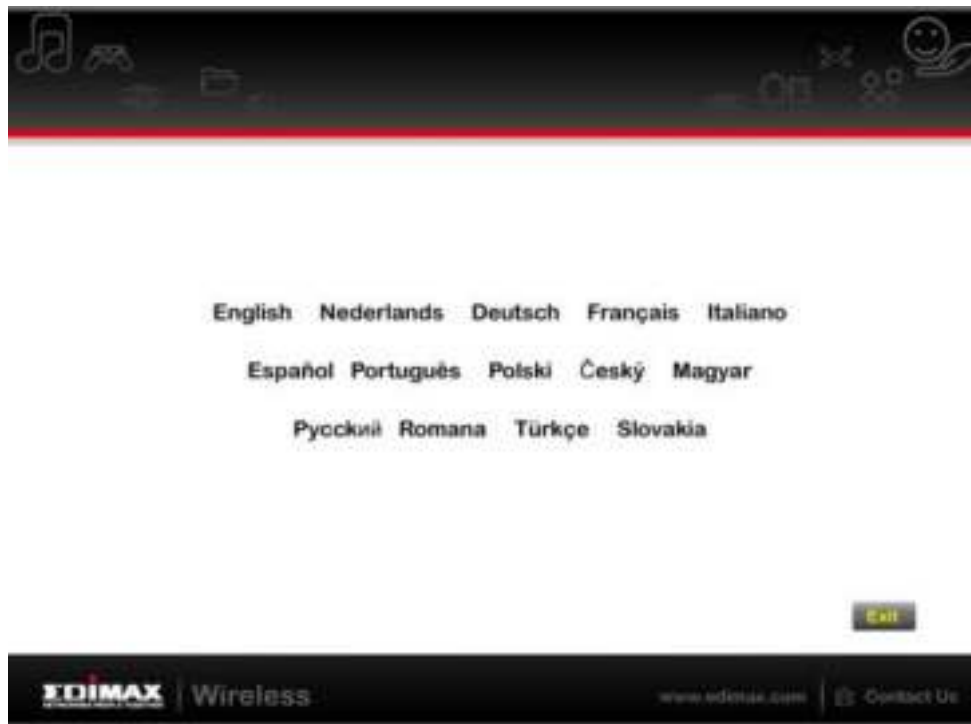 English Nederlands Deutsch Français Italiano
Español Português Polski Český Magyar
Русский Romana Türkçe Slovakia
Exit
EDIMAX Wireless www.edimax.com Contact Us